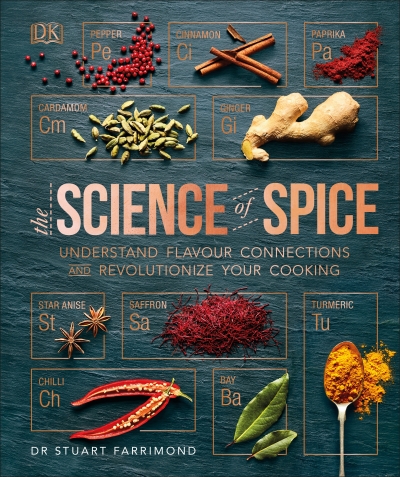 DK
PEPPER
Pe
CINNAMON
Ci
PAPRIKA
Pa
CARDAMOM
Cm
GINGER
Gi
the SCIENCE of SPICE
UNDERSTAND FLAVOUR CONNECTIONS
AND REVOLUTIONIZE YOUR COOKING
STAR ANISE
St
SAFFRON
Sa
TURMERIC
Tu
CHILLI
Ch
BAY
Ba
DR STUART FARRIMOND